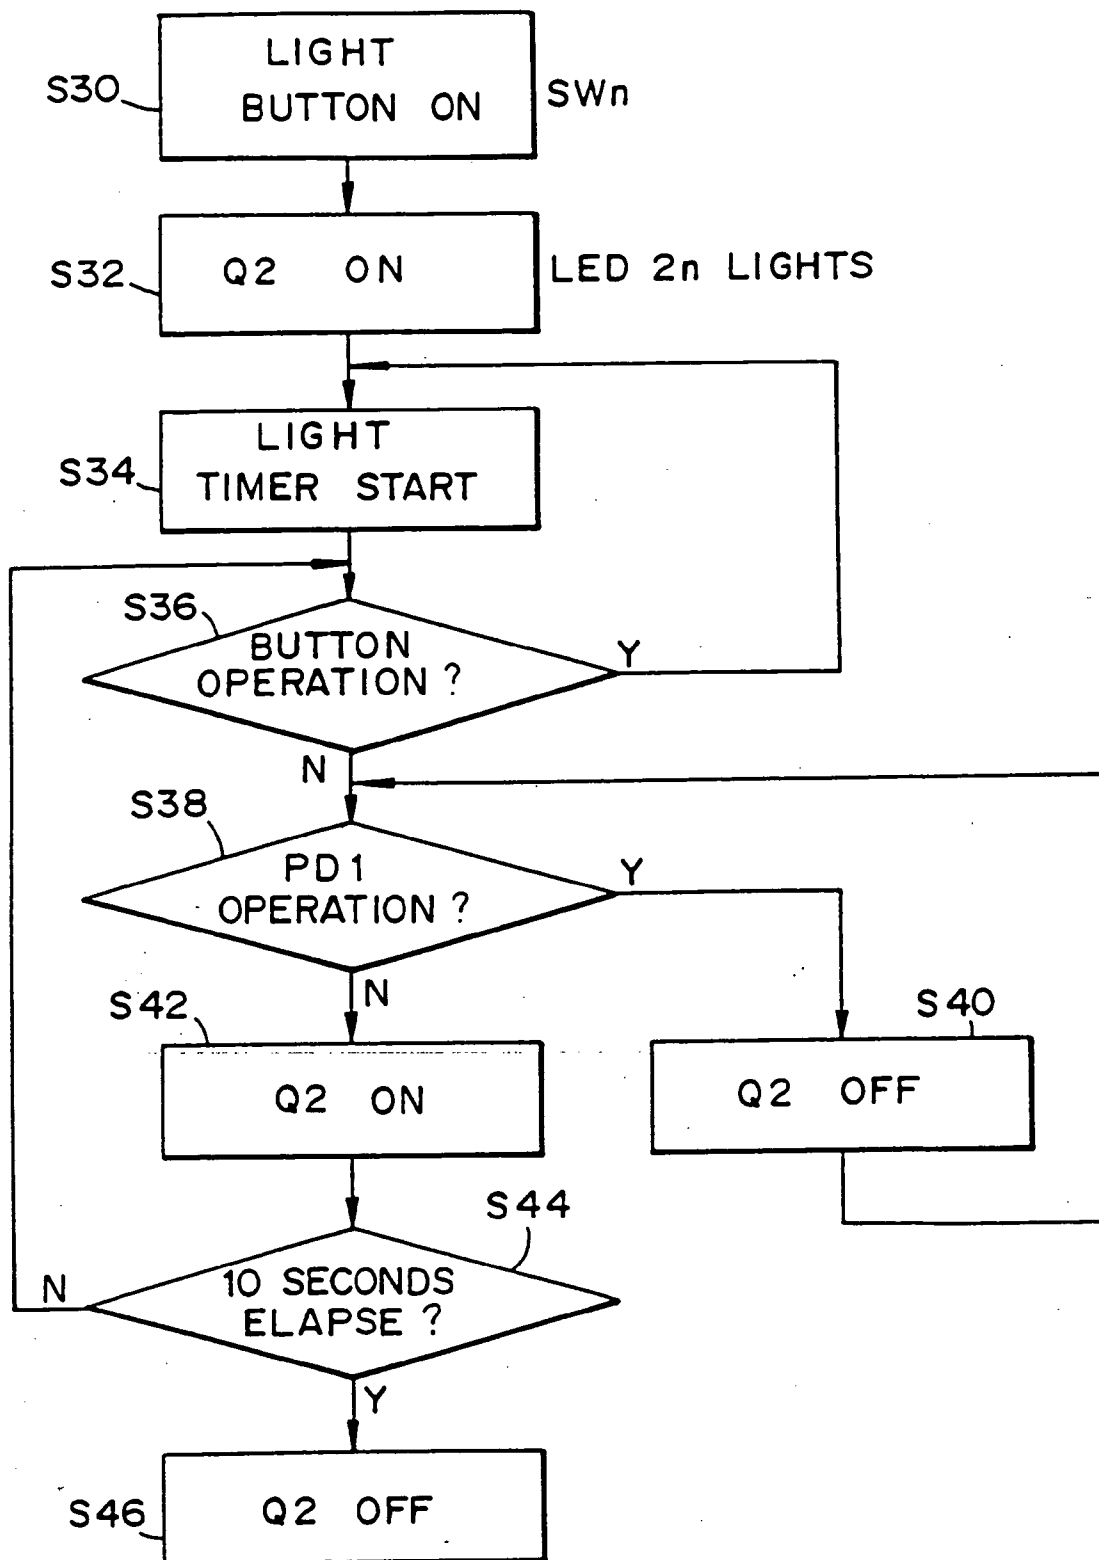 LIGHT
BUTTON ON
S30
SWn
Q2 ON
S32
LED 2n LIGHTS
LIGHT
TIMER START
S34
S36
BUTTON
OPERATION ?
Y
N
S38
PD1
OPERATION ?
Y
N
S42
Q2 ON
S40
Q2 OFF
S44
10 SECONDS
ELAPSE ?
N
Y
Q2 OFF
S46